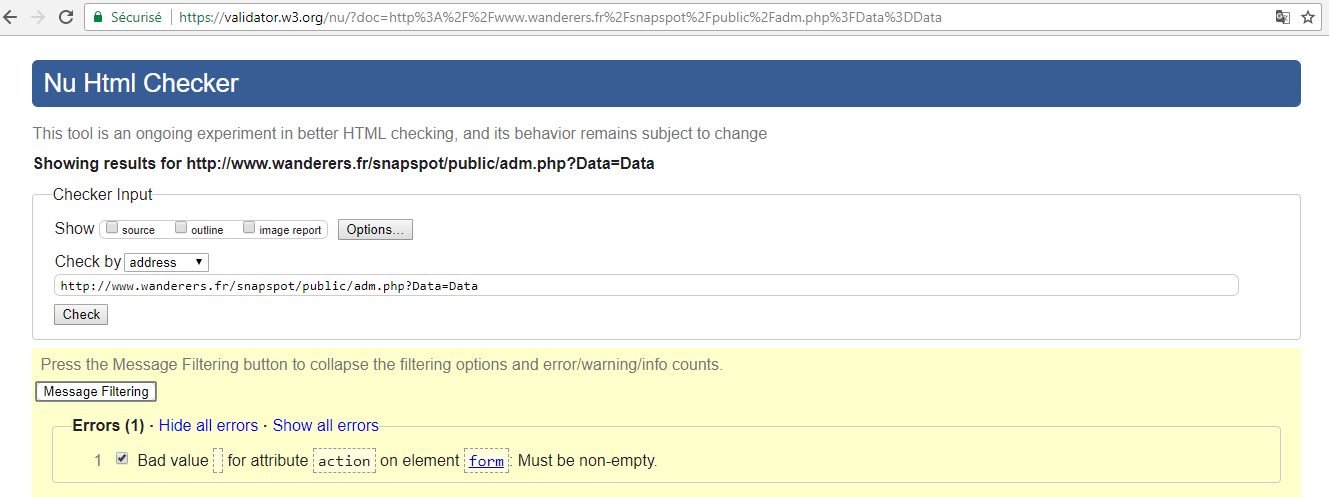 Sécurisé https://validator.w3.org/nu/?doc=http%3A%2F%2Fwww.wanderers.fr%2Fsnapspot%2Fpublic%2Fadm.php%3FData%3DData
Nu Html Checker
This tool is an ongoing experiment in better HTML checking, and its behavior remains subject to change
Showing results for http://www.wanderers.fr/snapspot/public/adm.php?Data=Data
Checker Input
Show source outline image report Options...
Check by address
http://www.wanderers.fr/snapspot/public/adm.php?Data=Data
Check
Press the Message Filtering button to collapse the filtering options and error/warning/info counts.
Message Filtering
Errors (1) · Hide all errors · Show all errors
1 Bad value for attribute action on element form: Must be non-empty.